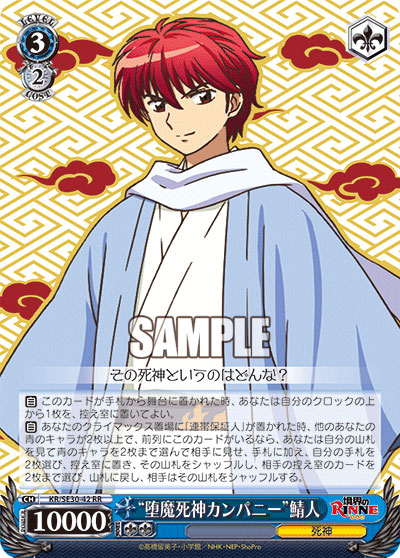 LEVEL
3
2
COST
SAMPLE
その死神というのはどんな？
自 このカードが手札から舞台に置かれた時、あなたは自分のクロックの上
から1枚を、控え室に置いてよい。
自 あなたのクライマックス置場に「連帯保証人」が置かれた時、他のあなた
の青のキャラが2枚以上で、前列にこのカードがいるなら、あなたは自分の山札
を見て青のキャラを2枚まで選んで相手に見せ、手札に加え、自分の手札を
2枚選び、控え室に置き、その山札をシャッフルし、相手の控え室のカードを
2枚まで選び、山札に戻し、相手はその山札をシャッフルする。
KR/SE30-42 RR
10000
“堕魔死神カンパニー”鯖人
境界の
RINNE
死神
©高橋留美子・小学館／NHK・NEP・ShoPro